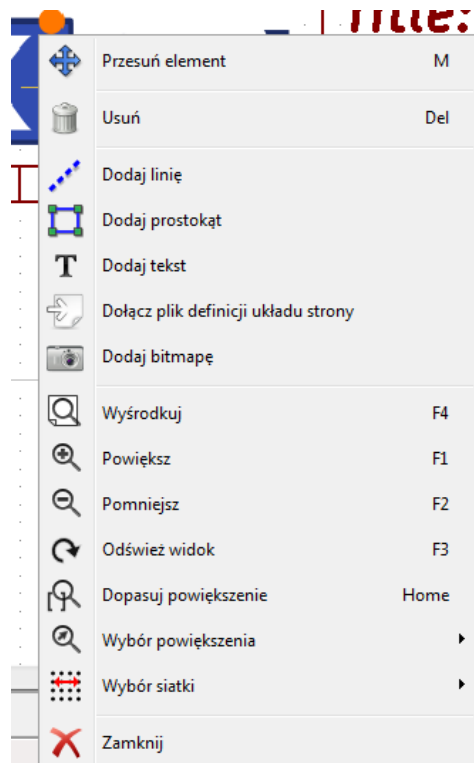 Title:
Przesuń element M
Usuń Del
Dodaj linię
Dodaj prostokąt
T Dodaj tekst
Dołącz plik definicji układu strony
Dodaj bitmapę
Wyśrodkuj F4
Powiększ F1
Pomniejsz F2
Odśwież widok F3
Dopasuj powiększenie Home
Wybór powiększenia
Wybór siatki
Zamknij